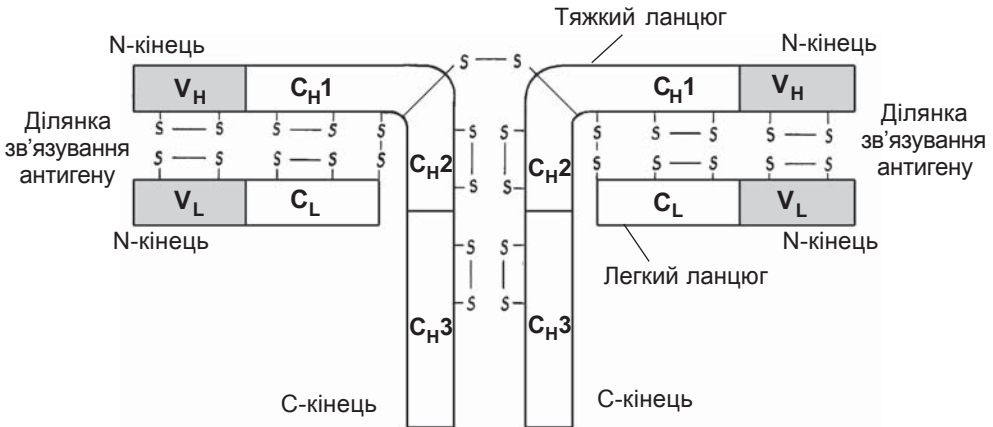 Тяжкий ланцюг
N-кінець
N-кінець
S — S
V_H C_H1
C_H1 V_H
Ділянка
зв'язування
антигену
S — S S — S S
S S — S S — S
S — S S — S S
S S — S S — S
S S
S S
Ділянка
зв'язування
антигену
C_H2
C_H2
V_L C_L
C_L V_L
N-кінець
N-кінець
S S
S S
Легкий ланцюг
C_H3
C_H3
С-кінець
С-кінець